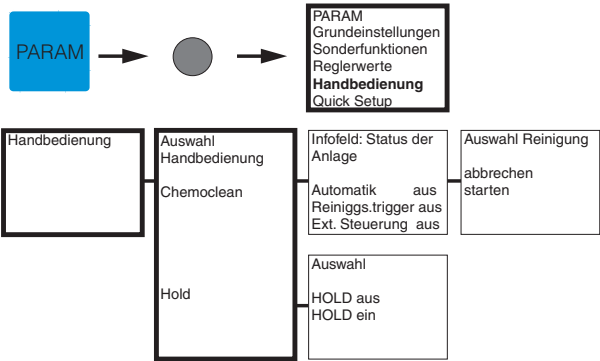 PARAM
PARAM
Grundeinstellungen
Sonderfunktionen
Reglerwerte
Handbedienung
Quick Setup
Handbedienung
Auswahl
Handbedienung
Chemoclean
Hold
Infofeld: Status der
Anlage
Automatik aus
Reiniggs.trigger aus
Ext. Steuerung aus
Auswahl Reinigung
abbrechen
starten
Auswahl
HOLD aus
HOLD ein